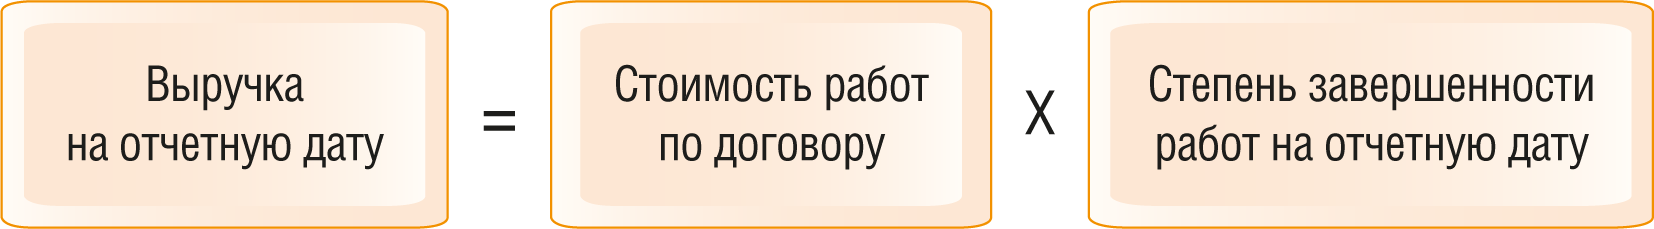 Выручка
на отчетную дату
=
Стоимость работ
по договору
X
Степень завершенности
работ на отчетную дату